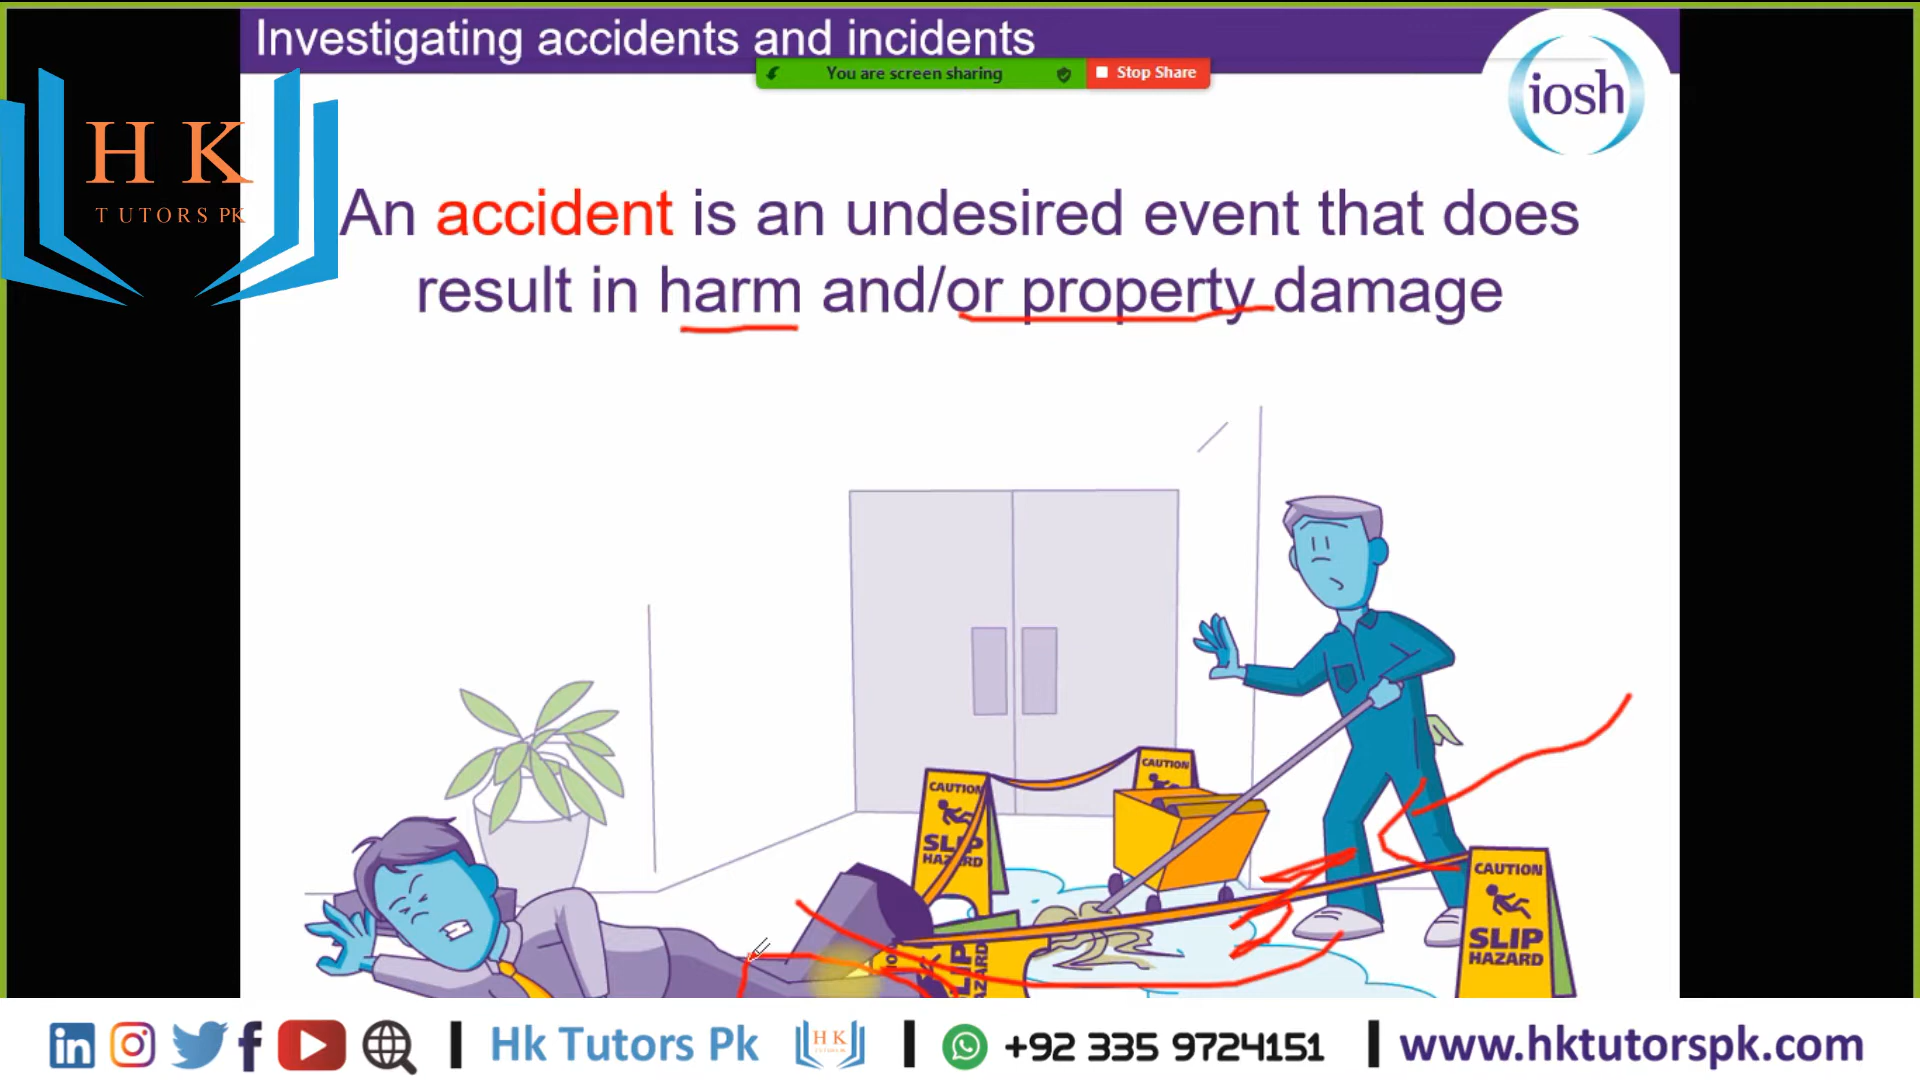 Investigating accidents and incidents
You are screen sharing
Stop Share
iosh
H K
TUTORS PK
An accident is an undesired event that does
result in harm and/or property damage
CAUTION
SLIP
HAZARD
CAUTION
CAUTION
SLIP
HAZARD
Hk Tutors Pk
H K
+92 335 9724151
www.hktutorspk.com